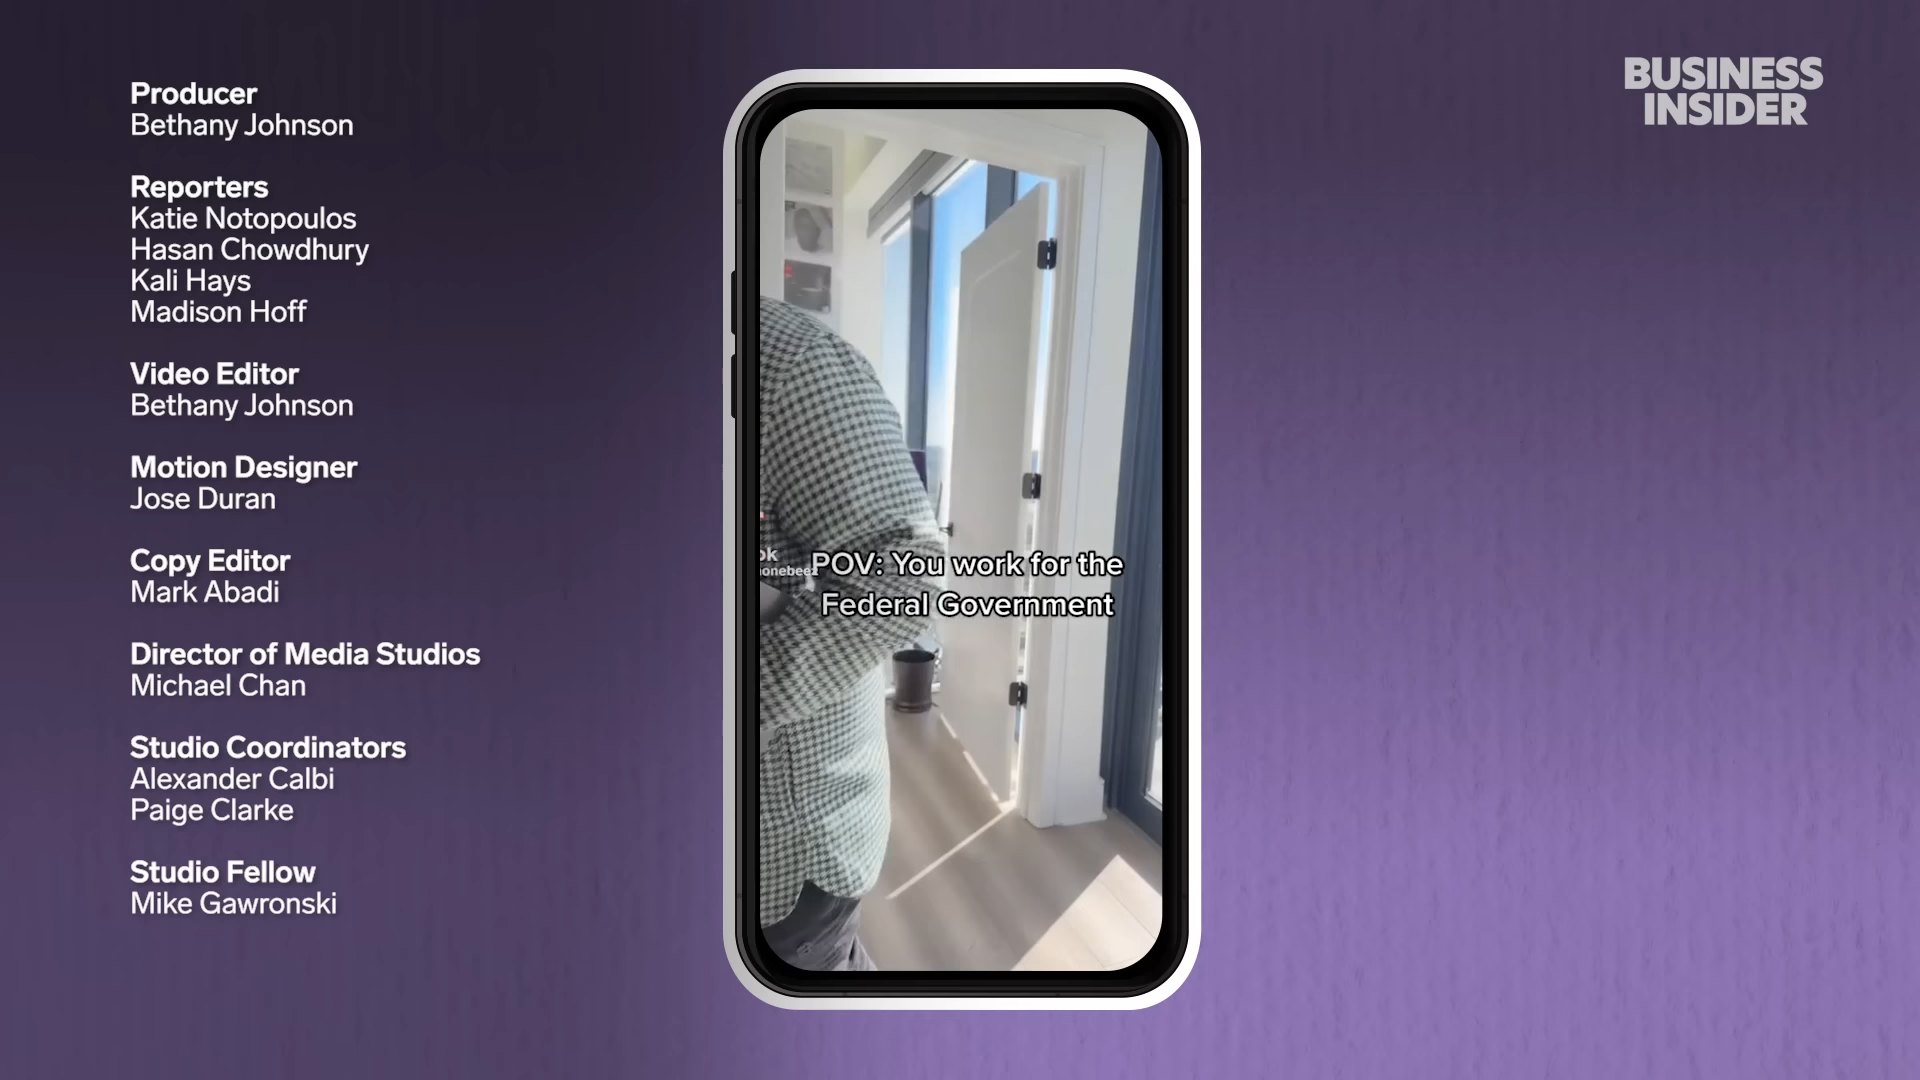 Producer
Bethany Johnson
Reporters
Katie Notopoulos
Hasan Chowdhury
Kali Hays
Madison Hoff
Video Editor
Bethany Johnson
Motion Designer
Jose Duran
Copy Editor
Mark Abadi
Director of Media Studios
Michael Chan
Studio Coordinators
Alexander Calbi
Paige Clarke
Studio Fellow
Mike Gawronski
POV: You work for the
Federal Government
BUSINESS
INSIDER